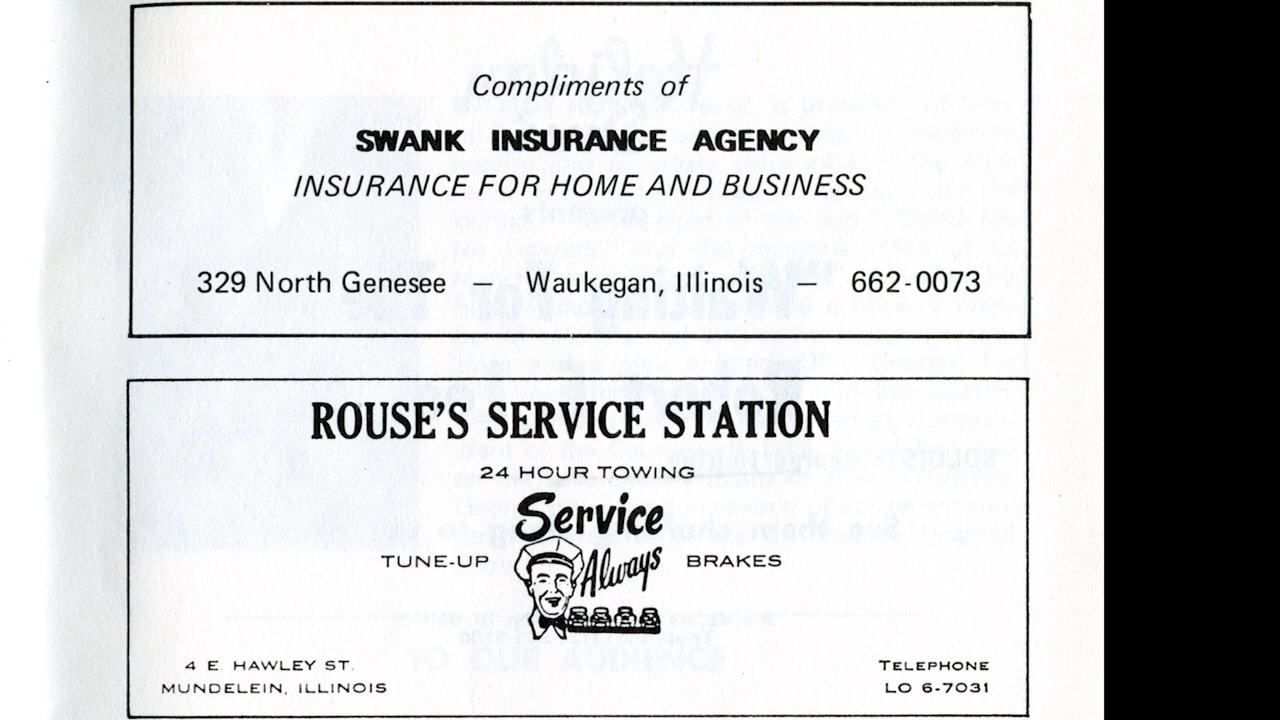 Compliments of
SWANK INSURANCE AGENCY
INSURANCE FOR HOME AND BUSINESS
329 North Genesee — Waukegan, Illinois — 662-0073
ROUSE'S SERVICE STATION
24 HOUR TOWING
Service
Always
TUNE-UP BRAKES
4 E. HAWLEY ST.
MUNDELEIN, ILLINOIS
TELEPHONE
LO 6-7031